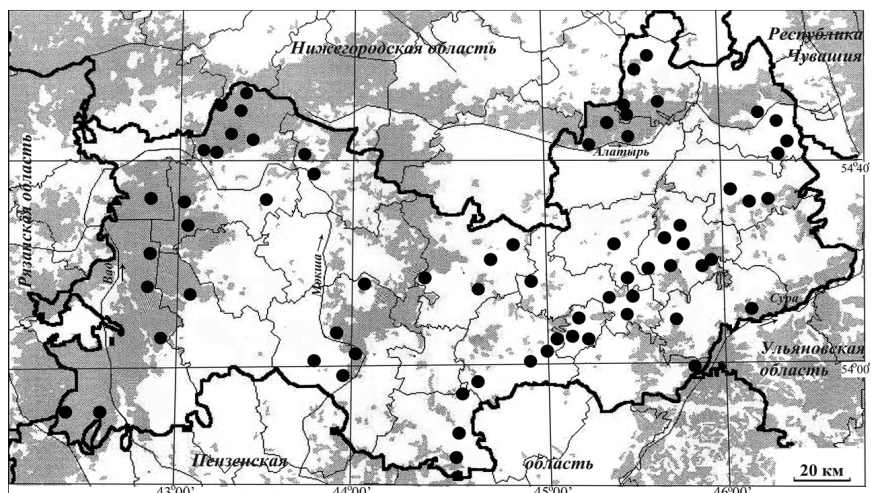 Нижегородская область
Республика
Чувашия
Рязанская область
Алатырь
54°40'
Вад
Мокша
Сура
Ульяновская
область
54°00'
Пензенская
область
20 км
43°00'
44°00'
45°00'
46°00'